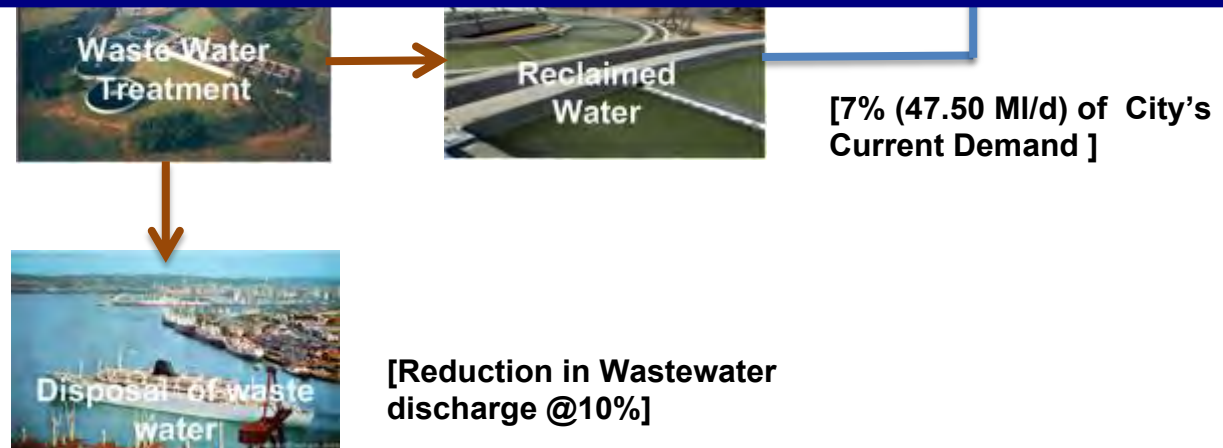 Waste Water
Treatment
Reclaimed
Water
[7% (47.50 Ml/d) of City's
Current Demand ]
Disposal of waste
water
[Reduction in Wastewater
discharge @10%]